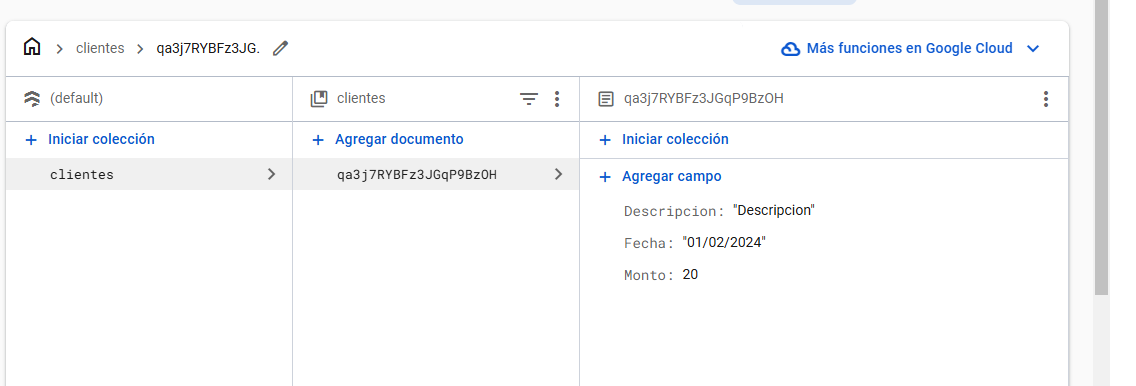 clientes qa3j7RYBFz3JG. Más funciones en Google Cloud
(default) clientes qa3j7RYBFz3JGqP9BzOH
Iniciar colección Agregar documento Iniciar colección
clientes qa3j7RYBFz3JGqP9BzOH
Agregar campo
Descripcion: "Descripcion"
Fecha: "01/02/2024"
Monto: 20